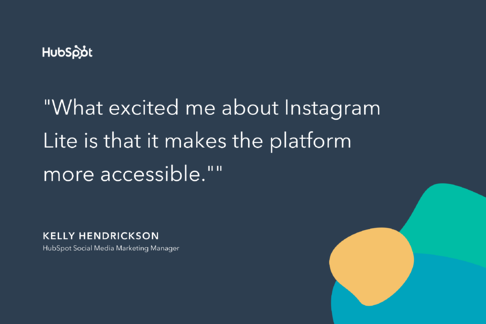 HubSpot
"What excited me about Instagram
Lite is that it makes the platform
more accessible.""
KELLY HENDRICKSON
HubSpot Social Media Marketing Manager